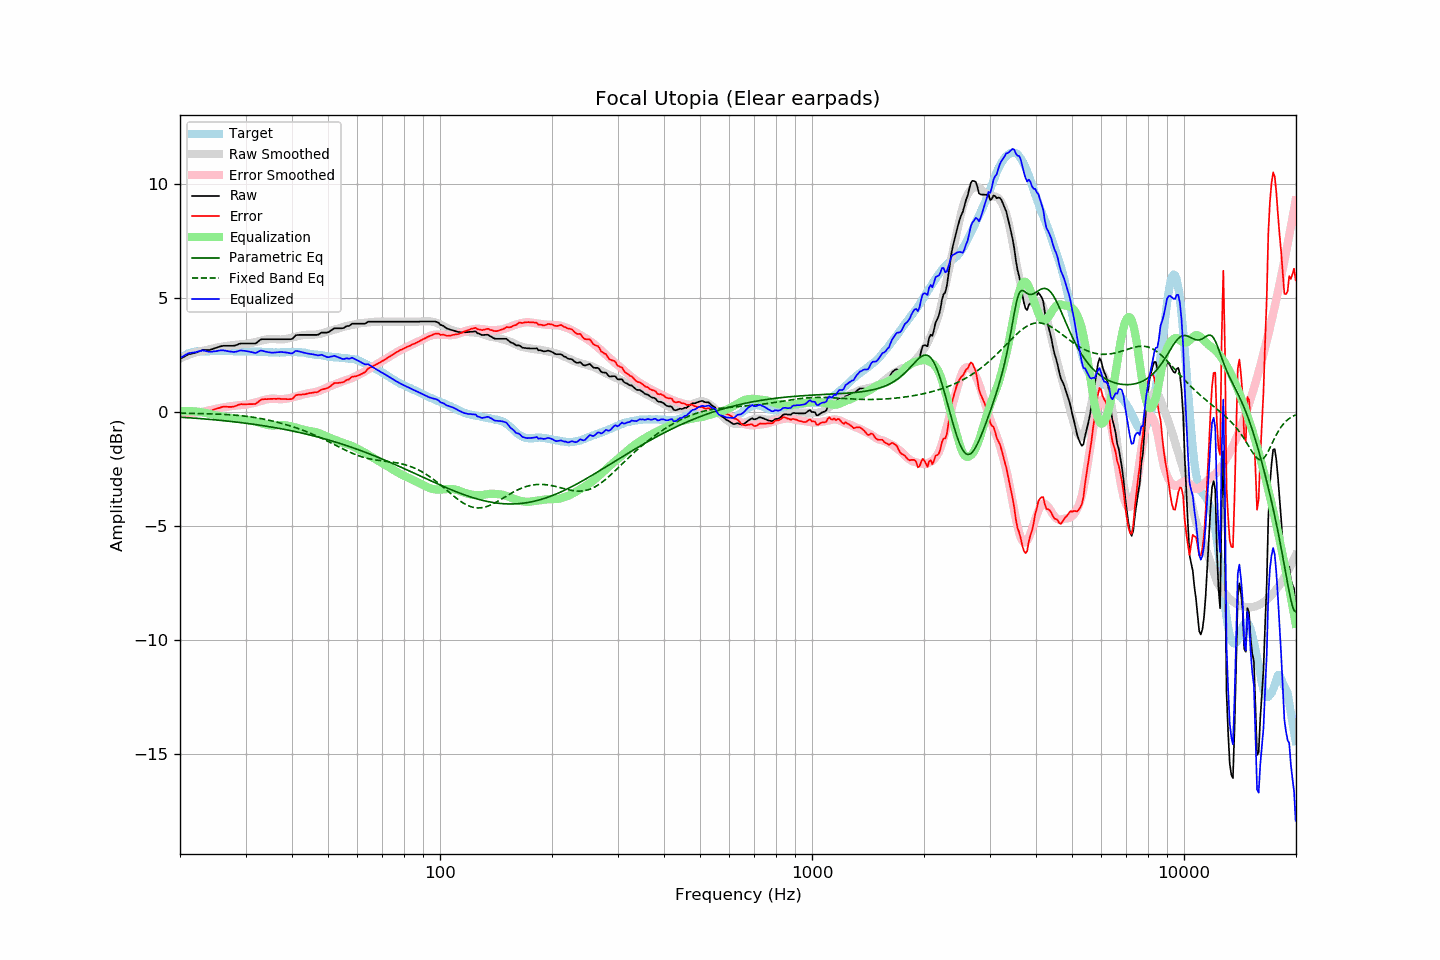 Focal Utopia (Elear earpads)
Target
Raw Smoothed
Error Smoothed
Raw
Error
Equalization
Parametric Eq
Fixed Band Eq
Equalized
10
5
0
−5
−10
−15
Amplitude (dBr)
100
1000
10000
Frequency (Hz)